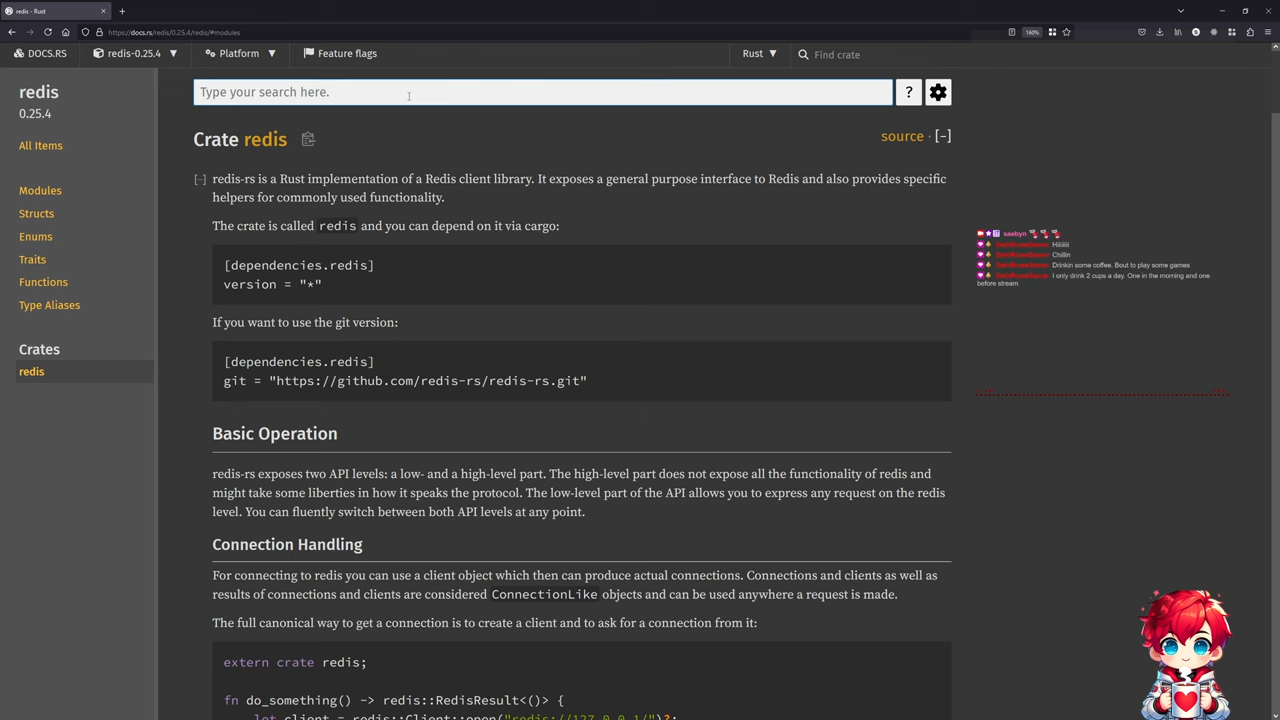 redis - Rust
https://docs.rs/redis/0.25.4/redis/#modules
160%
DOCS.RS
redis-0.25.4
Platform
Feature flags
Rust
Find crate
redis
0.25.4
All Items
Modules
Structs
Enums
Traits
Functions
Type Aliases
Crates
redis
Type your search here.
?
Crate redis
source · [-]
[-] redis-rs is a Rust implementation of a Redis client library. It exposes a general purpose interface to Redis and also provides specific
helpers for commonly used functionality.
The crate is called redis and you can depend on it via cargo:
[dependencies.redis]
version = "*"
If you want to use the git version:
[dependencies.redis]
git = "https://github.com/redis-rs/redis-rs.git"
Basic Operation
redis-rs exposes two API levels: a low- and a high-level part. The high-level part does not expose all the functionality of redis and
might take some liberties in how it speaks the protocol. The low-level part of the API allows you to express any request on the redis
level. You can fluently switch between both API levels at any point.
Connection Handling
For connecting to redis you can use a client object which then can produce actual connections. Connections and clients as well as
results of connections and clients are considered ConnectionLike objects and can be used anywhere a request is made.
The full canonical way to get a connection is to create a client and to ask for a connection from it:
extern crate redis;
fn do_something() -> redis::RedisResult<()> {
let client = redis::Client::open("redis://127.0.0.1/")?;
saebyn
Chillin
Drinkin some coffee. Bout to play some games
I only drink 2 cups a day. One in the morning and one
before stream